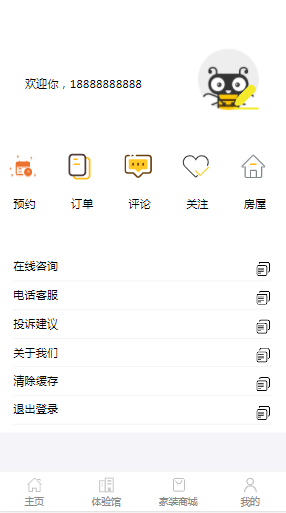 欢迎你，18888888888
预约 订单 评论 关注 房屋
在线咨询
电话客服
投诉建议
关于我们
清除缓存
退出登录
主页 体验馆 家装商城 我的